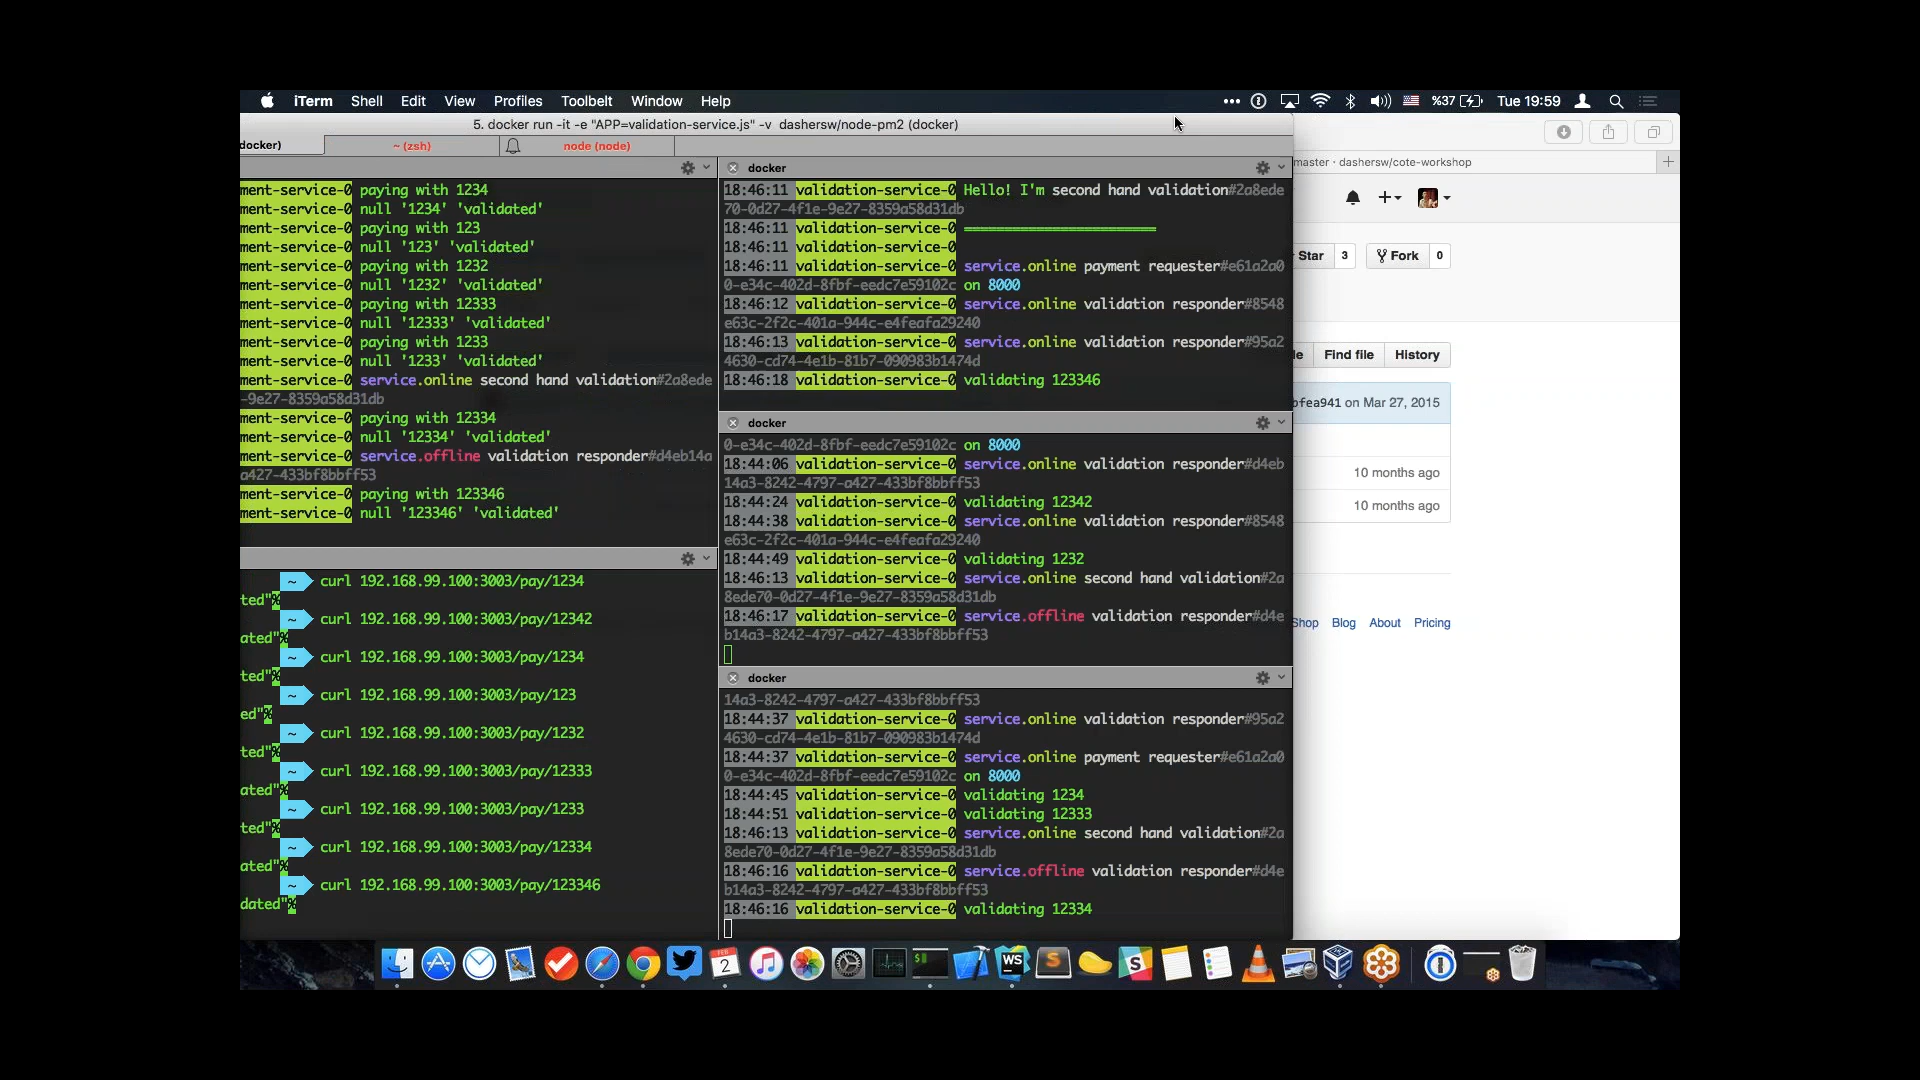 iTerm Shell Edit View Profiles Toolbelt Window Help
%37 Tue 19:59
5. docker run -it -e "APP=validation-service.js" -v dashersw/node-pm2 (docker)
docker)
~ (zsh)
node (node)
ment-service-0 paying with 1234
ment-service-0 null '1234' 'validated'
ment-service-0 paying with 123
ment-service-0 null '123' 'validated'
ment-service-0 paying with 1232
ment-service-0 null '1232' 'validated'
ment-service-0 paying with 12333
ment-service-0 null '12333' 'validated'
ment-service-0 paying with 1233
ment-service-0 null '1233' 'validated'
ment-service-0 service.online second hand validation#2a8ede
-9e27-8359a58d31db
ment-service-0 paying with 12334
ment-service-0 null '12334' 'validated'
ment-service-0 service.offline validation responder#d4eb14a
a427-433bf8bbff53
ment-service-0 paying with 123346
ment-service-0 null '123346' 'validated'
~ curl 192.168.99.100:3003/pay/1234
ted"%
~ curl 192.168.99.100:3003/pay/12342
ated"%
~ curl 192.168.99.100:3003/pay/1234
ted"%
~ curl 192.168.99.100:3003/pay/123
ed"%
~ curl 192.168.99.100:3003/pay/1232
ted"%
~ curl 192.168.99.100:3003/pay/12333
ated"%
~ curl 192.168.99.100:3003/pay/1233
ted"%
~ curl 192.168.99.100:3003/pay/12334
ated"%
~ curl 192.168.99.100:3003/pay/123346
dated"%
docker
18:46:11 validation-service-0 Hello! I'm second hand validation#2a8ede
70-0d27-4f1e-9e27-8359a58d31db
18:46:11 validation-service-0 ========================
18:46:11 validation-service-0
18:46:11 validation-service-0 service.online payment requester#e61a2a0
0-e34c-402d-8fbf-eedc7e59102c on 8000
18:46:12 validation-service-0 service.online validation responder#8548
e63c-2f2c-401a-944c-e4feafa29240
18:46:13 validation-service-0 service.online validation responder#95a2
4630-cd74-4e1b-81b7-090983b1474d
18:46:18 validation-service-0 validating 123346
docker
0-e34c-402d-8fbf-eedc7e59102c on 8000
18:44:06 validation-service-0 service.online validation responder#d4eb
14a3-8242-4797-a427-433bf8bbff53
18:44:24 validation-service-0 validating 12342
18:44:38 validation-service-0 service.online validation responder#8548
e63c-2f2c-401a-944c-e4feafa29240
18:44:49 validation-service-0 validating 1232
18:46:13 validation-service-0 service.online second hand validation#2a
8ede70-0d27-4f1e-9e27-8359a58d31db
18:46:17 validation-service-0 service.offline validation responder#d4e
b14a3-8242-4797-a427-433bf8bbff53
docker
14a3-8242-4797-a427-433bf8bbff53
18:44:37 validation-service-0 service.online validation responder#95a2
4630-cd74-4e1b-81b7-090983b1474d
18:44:37 validation-service-0 service.online payment requester#e61a2a0
0-e34c-402d-8fbf-eedc7e59102c on 8000
18:44:45 validation-service-0 validating 1234
18:44:51 validation-service-0 validating 12333
18:46:13 validation-service-0 service.online second hand validation#2a
8ede70-0d27-4f1e-9e27-8359a58d31db
18:46:16 validation-service-0 service.offline validation responder#d4e
b14a3-8242-4797-a427-433bf8bbff53
18:46:16 validation-service-0 validating 12334
master · dashersw/cote-workshop
Star 3 Fork 0
le Find file History
bfea941 on Mar 27, 2015
10 months ago
10 months ago
Shop Blog About Pricing
FEB
2
WS
S
S